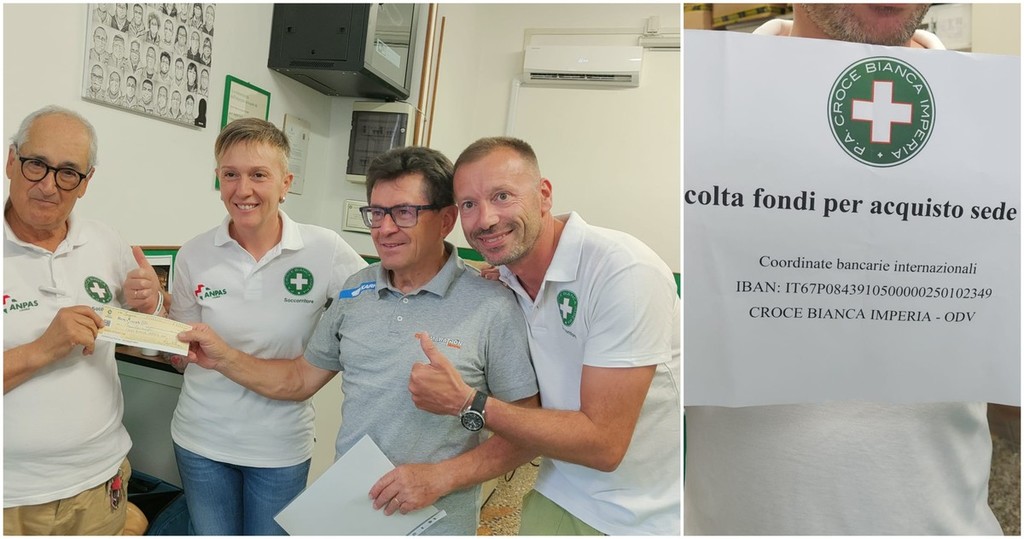 ANPAS
ANPAS
Soccorritore
P.A. CROCE BIANCA IMPERIA
colta fondi per acquisto sede
Coordinate bancarie internazionali
IBAN: IT67P0843910500000250102349
CROCE BIANCA IMPERIA - ODV